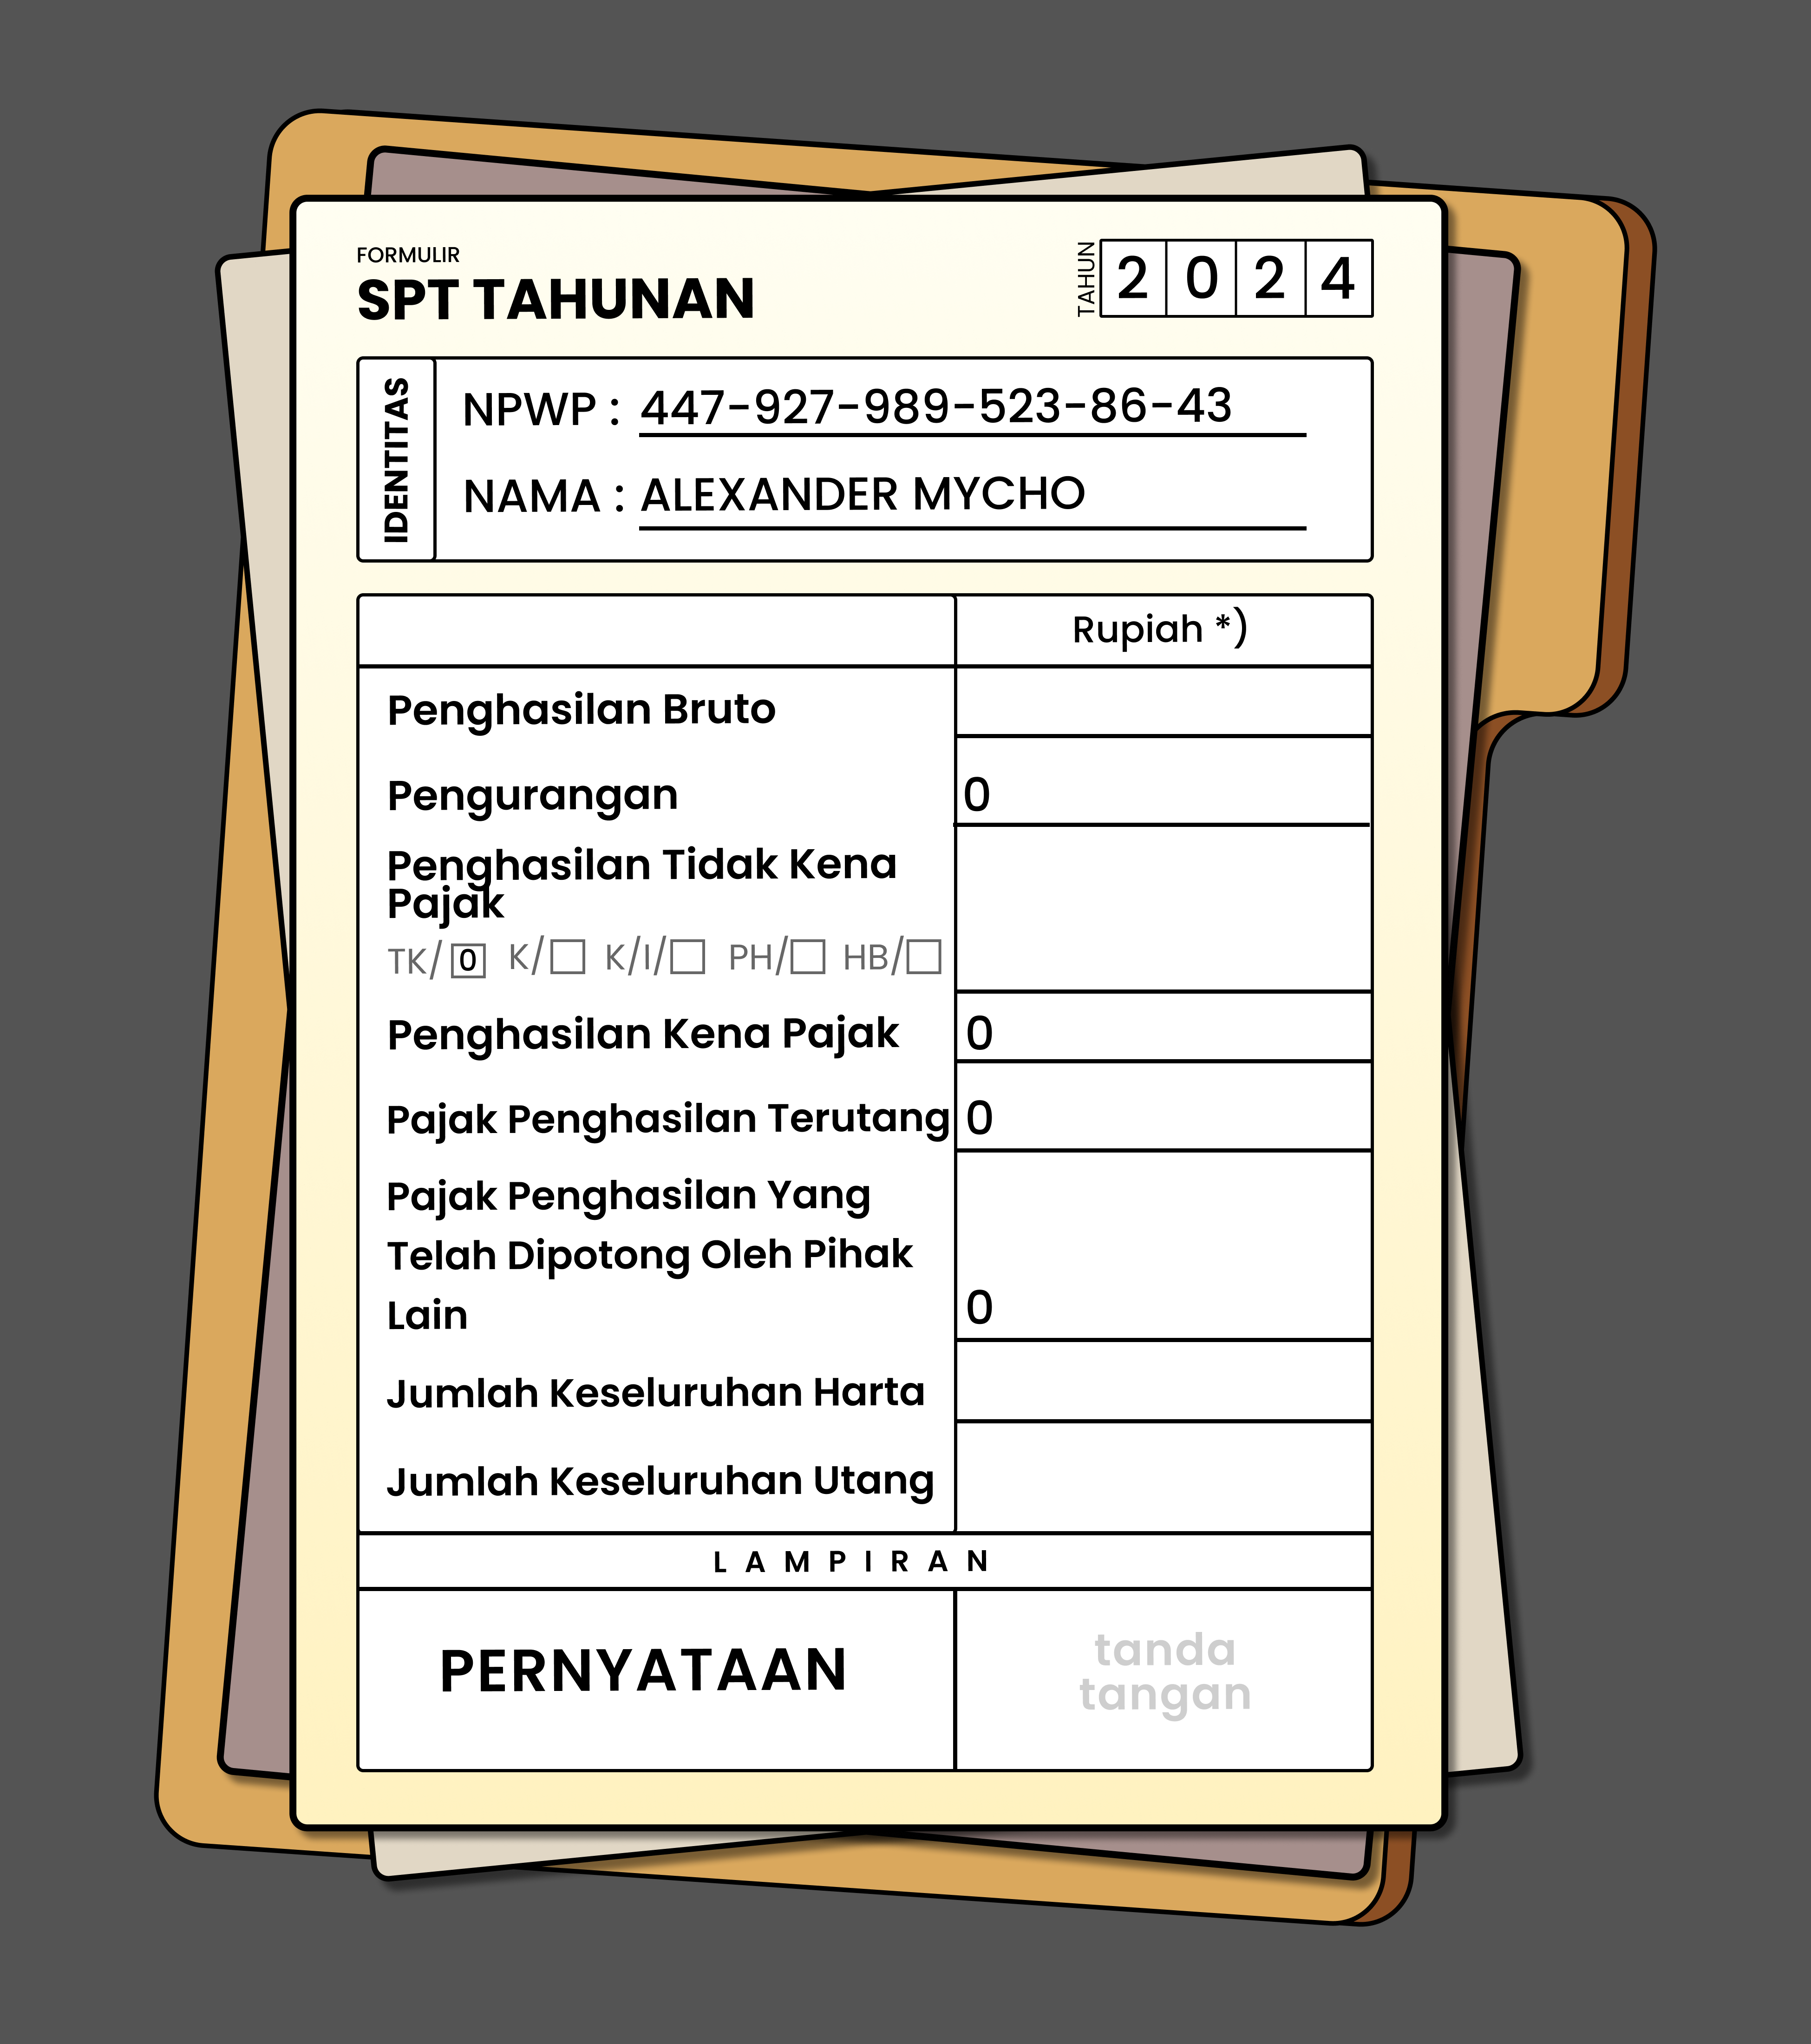 FORMULIR
SPT TAHUNAN
TAHUN
2 0 2 4
IDENTITAS
NPWP : 447-927-989-523-86-43
NAMA : ALEXANDER MYCHO
Rupiah *)
Penghasilan Bruto
Pengurangan 0
Penghasilan Tidak Kena
Pajak
TK/ 0 K/ K/I/ PH/ HB/
Penghasilan Kena Pajak 0
Pajak Penghasilan Terutang 0
Pajak Penghasilan Yang
Telah Dipotong Oleh Pihak
Lain 0
Jumlah Keseluruhan Harta
Jumlah Keseluruhan Utang
LAMPIRAN
PERNYATAAN
tanda
tangan